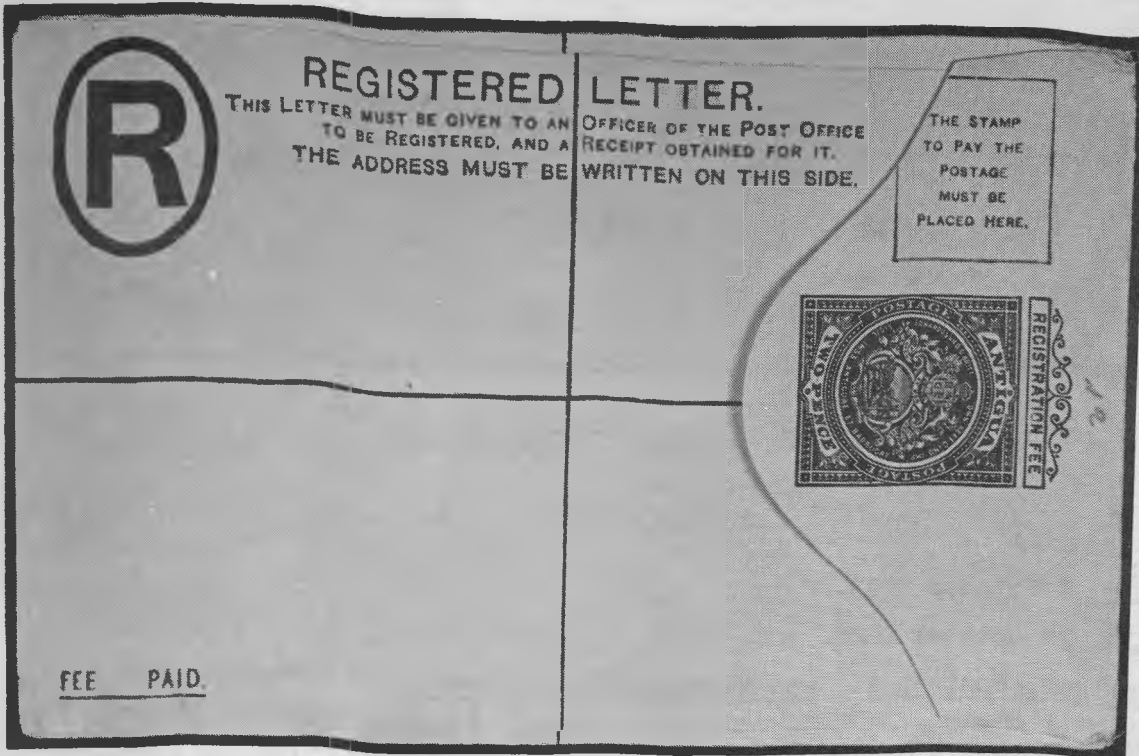 R
REGISTERED LETTER.
THIS LETTER MUST BE GIVEN TO AN OFFICER OF THE POST OFFICE
TO BE REGISTERED, AND A RECEIPT OBTAINED FOR IT.
THE ADDRESS MUST BE WRITTEN ON THIS SIDE.
THE STAMP
TO PAY THE
POSTAGE
MUST BE
PLACED HERE.
POSTAGE
ANTIGUA
TWO PENCE
POSTAGE
REGISTRATION FEE
FEE PAID.